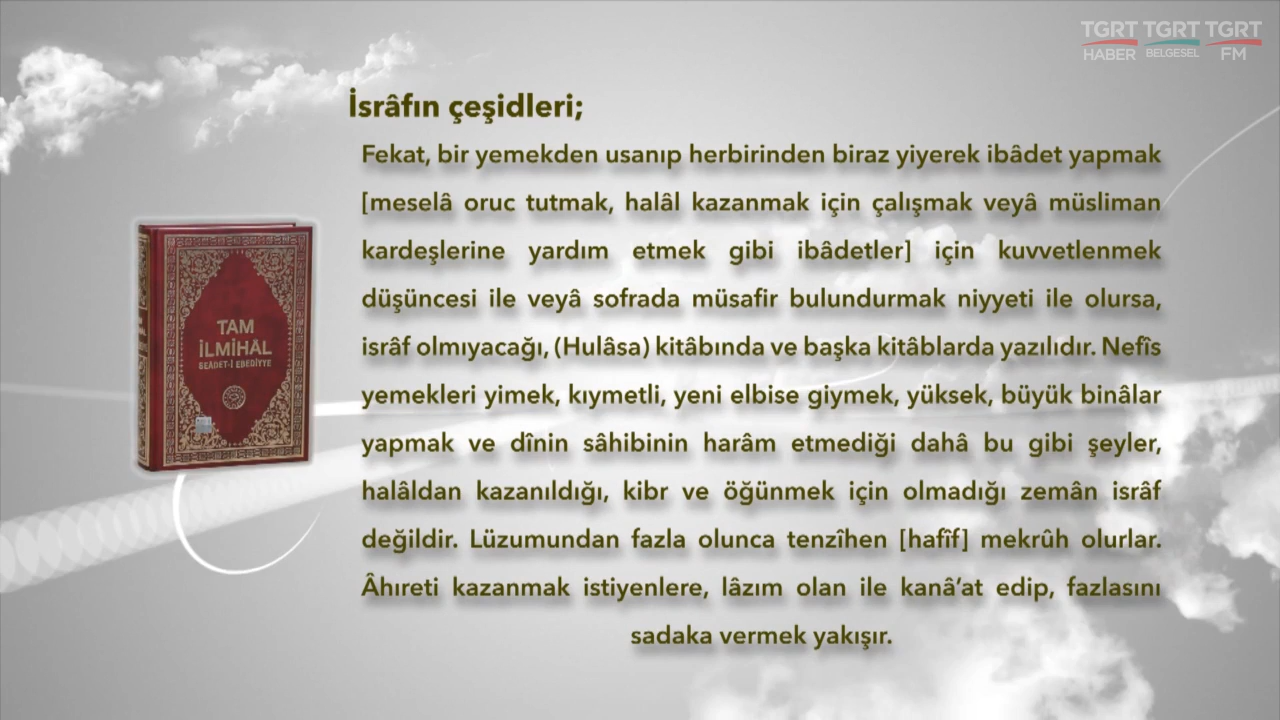 TGRT TGRT TGRT
HABER BELGESEL FM
İsrâfın çeşidleri;
Fekat, bir yemekden usanıp herbirinden biraz yiyerek ibâdet yapmak
[meselâ oruc tutmak, halâl kazanmak için çalışmak veyâ müsliman
kardeşlerine yardım etmek gibi ibâdetler] için kuvvetlenmek
düşüncesi ile veyâ sofrada müsafir bulundurmak niyyeti ile olursa,
isrâf olmıyacağı, (Hulâsa) kitâbında ve başka kitâblarda yazılıdır. Nefîs
yemekleri yimek, kıymetli, yeni elbise giymek, yüksek, büyük binâlar
yapmak ve dînin sâhibinin harâm etmediği dahâ bu gibi şeyler,
halâldan kazanıldığı, kibr ve öğünmek için olmadığı zemân isrâf
değildir. Lüzumundan fazla olunca tenzîhen [hafîf] mekrûh olurlar.
Âhıreti kazanmak istiyenlere, lâzım olan ile kanâ’at edip, fazlasını
sadaka vermek yakışır.
TAM
İLMİHÂL
SEÂDET-İ EBEDİYYE